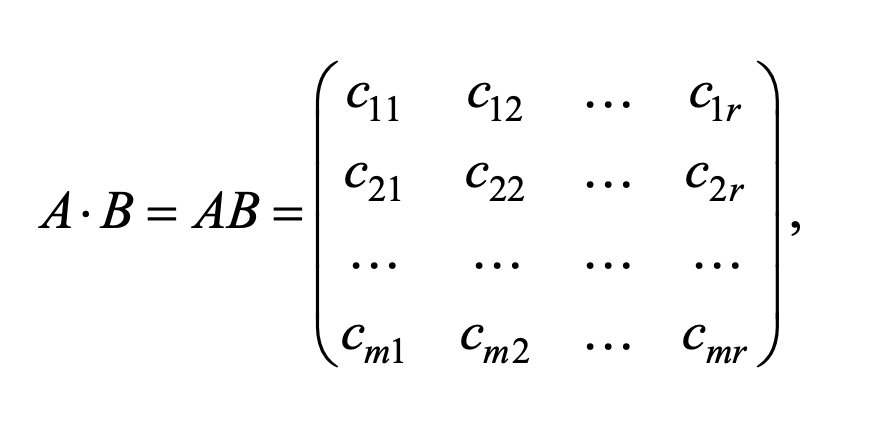 A · B = AB =
c₁₁ c₁₂ … c₁ᵣ
c₂₁ c₂₂ … c₂ᵣ
… … … …
cₘ₁ cₘ₂ … cₘᵣ
,